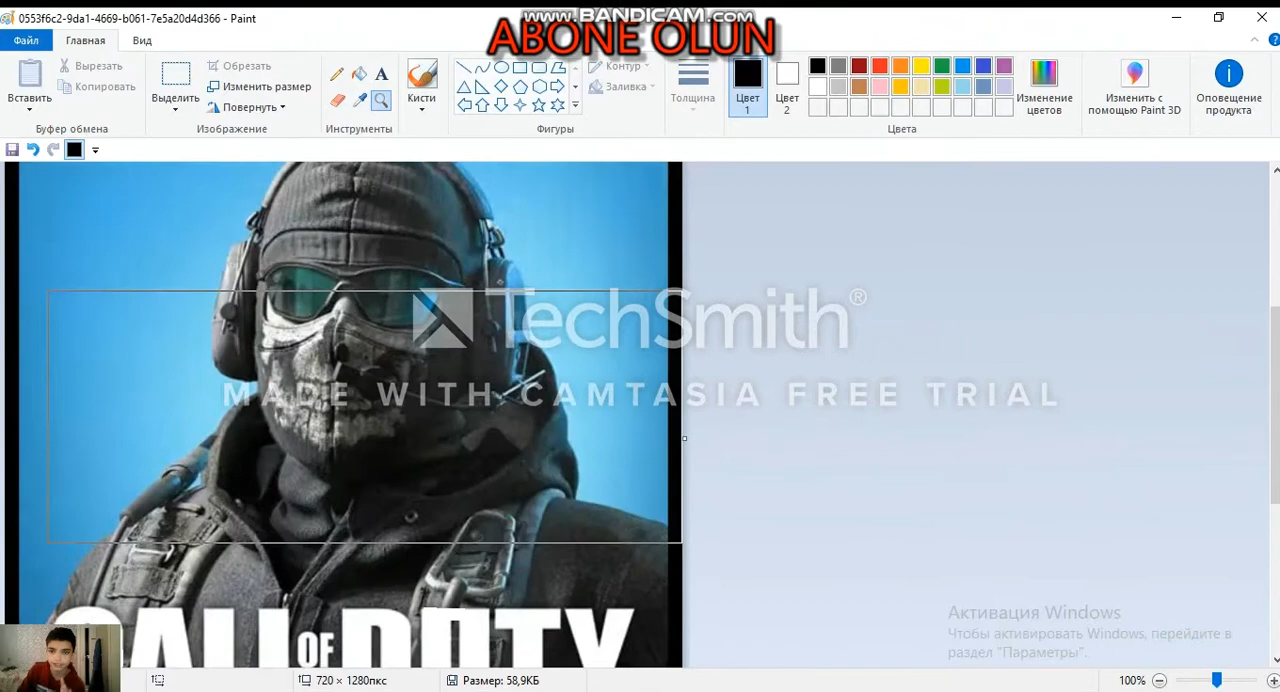 0553f6c2-9da1-4669-b061-7e5a20d4d366 - Paint
www.BANDICAM.com
ABONE OLUN
Файл Главная Вид
Вставить
Вырезать
Копировать
Буфер обмена
Выделить
Обрезать
Изменить размер
Повернуть
Изображение
A
Инструменты
Кисти
Контур
Заливка
Фигуры
Толщина
Цвет 1
Цвет 2
Изменение цветов
Цвета
Изменить с помощью Paint 3D
Оповещение продукта
TechSmith®
MADE WITH CAMTASIA FREE TRIAL
CALL OF DUTY
Активация Windows
Чтобы активировать Windows, перейдите в
раздел "Параметры".
720 × 1280пкс
Размер: 58,9КБ
100%